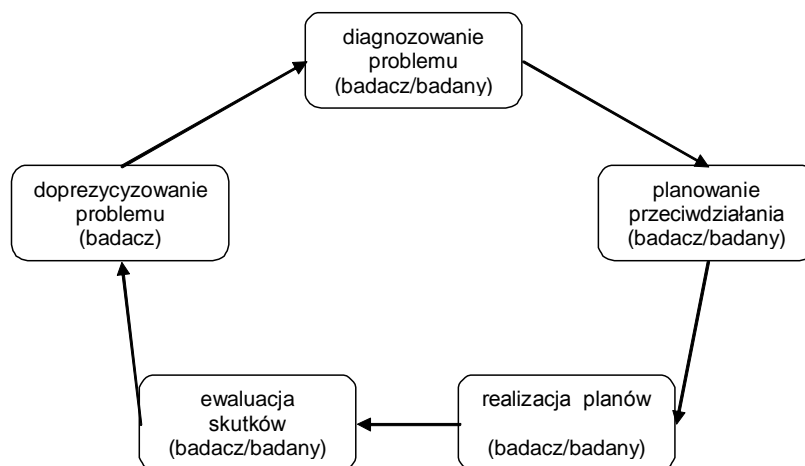 diagnozowanie
problemu
(badacz/badany)
doprezycyzowanie
problemu
(badacz)
planowanie
przeciwdziałania
(badacz/badany)
ewaluacja
skutków
(badacz/badany)
realizacja planów
(badacz/badany)